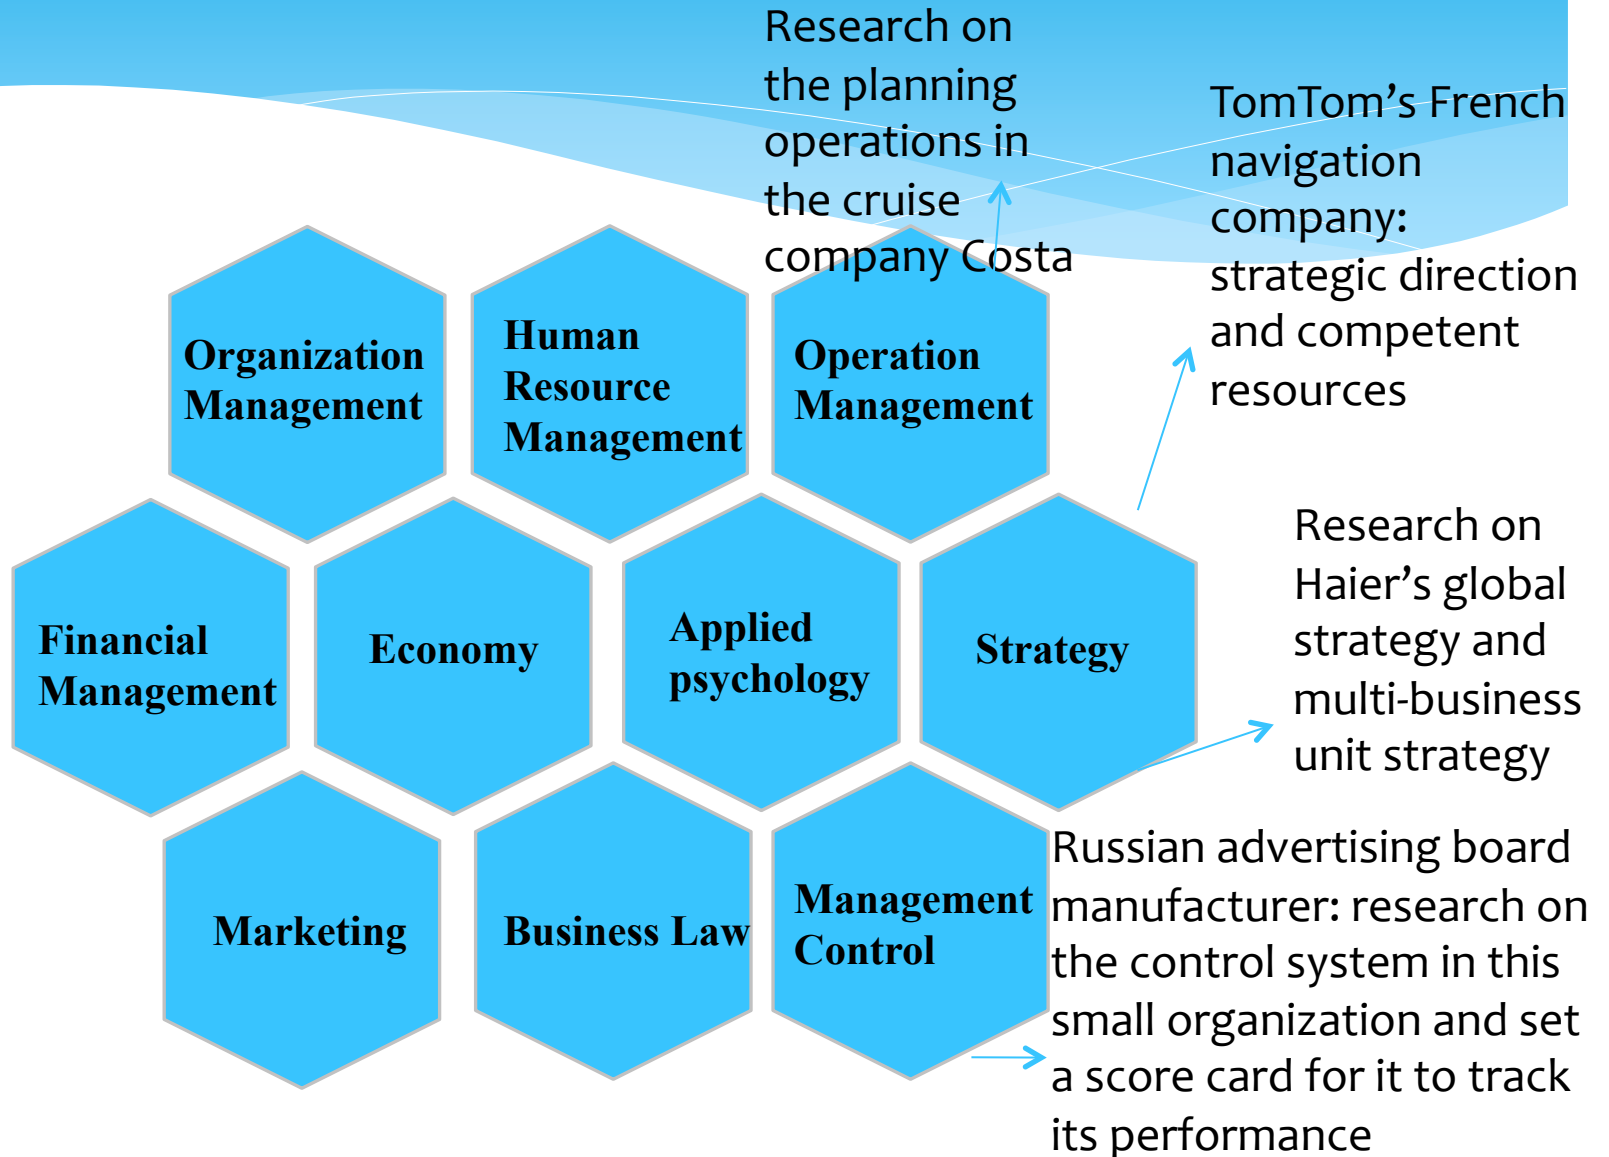 Research on
the planning
operations in
the cruise
company Costa
TomTom’s French
navigation
company:
strategic direction
and competent
resources
Organization
Management
Human
Resource
Management
Operation
Management
Financial
Management
Economy
Applied
psychology
Strategy
Research on
Haier’s global
strategy and
multi-business
unit strategy
Marketing
Business Law
Management
Control
Russian advertising board
manufacturer: research on
the control system in this
small organization and set
a score card for it to track
its performance